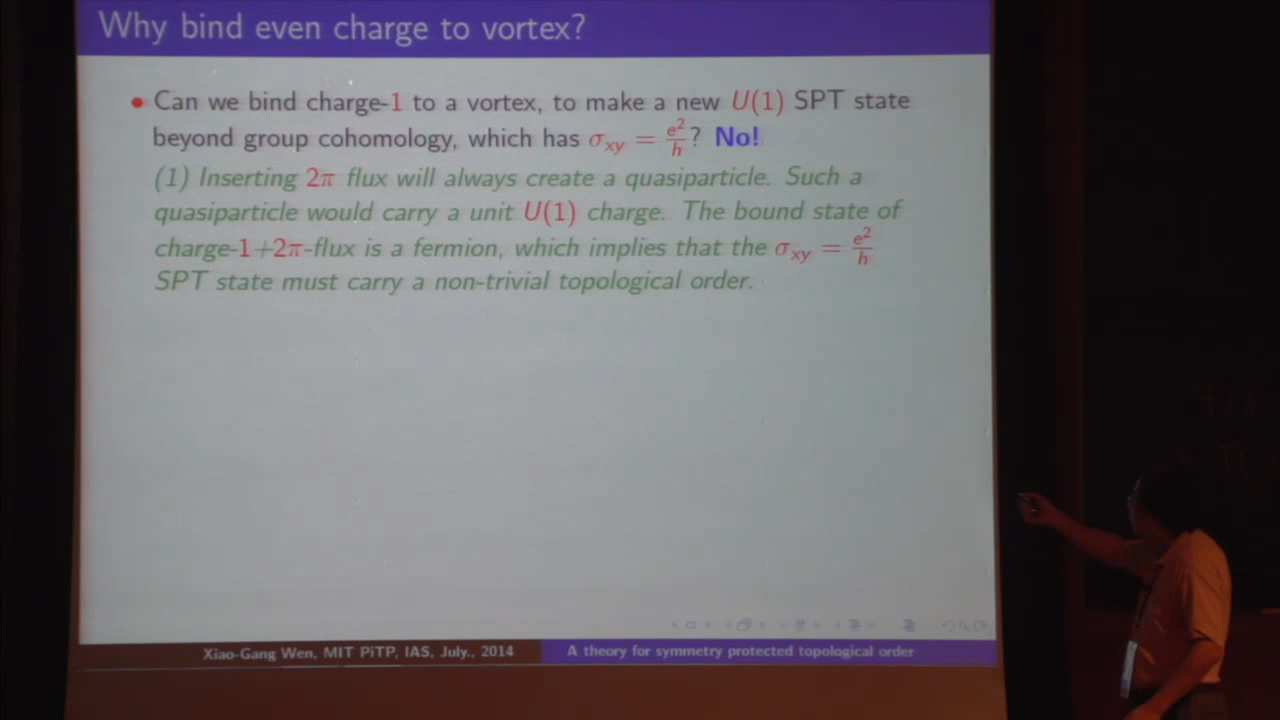 Why bind even charge to vortex?
• Can we bind charge-1 to a vortex, to make a new U(1) SPT state
beyond group cohomology, which has σxy = e²/h? No!
(1) Inserting 2π flux will always create a quasiparticle. Such a
quasiparticle would carry a unit U(1) charge. The bound state of
charge-1+2π-flux is a fermion, which implies that the σxy = e²/h
SPT state must carry a non-trivial topological order.
Xiao-Gang Wen, MIT PiTP, IAS, July., 2014
A theory for symmetry protected topological order